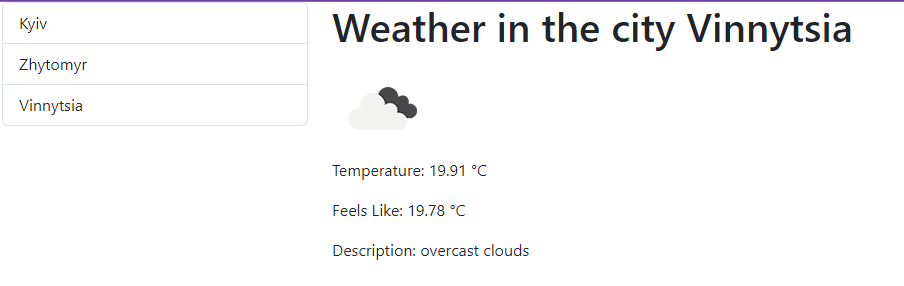 Kyiv
Zhytomyr
Vinnytsia
Weather in the city Vinnytsia
Temperature: 19.91 °C
Feels Like: 19.78 °C
Description: overcast clouds